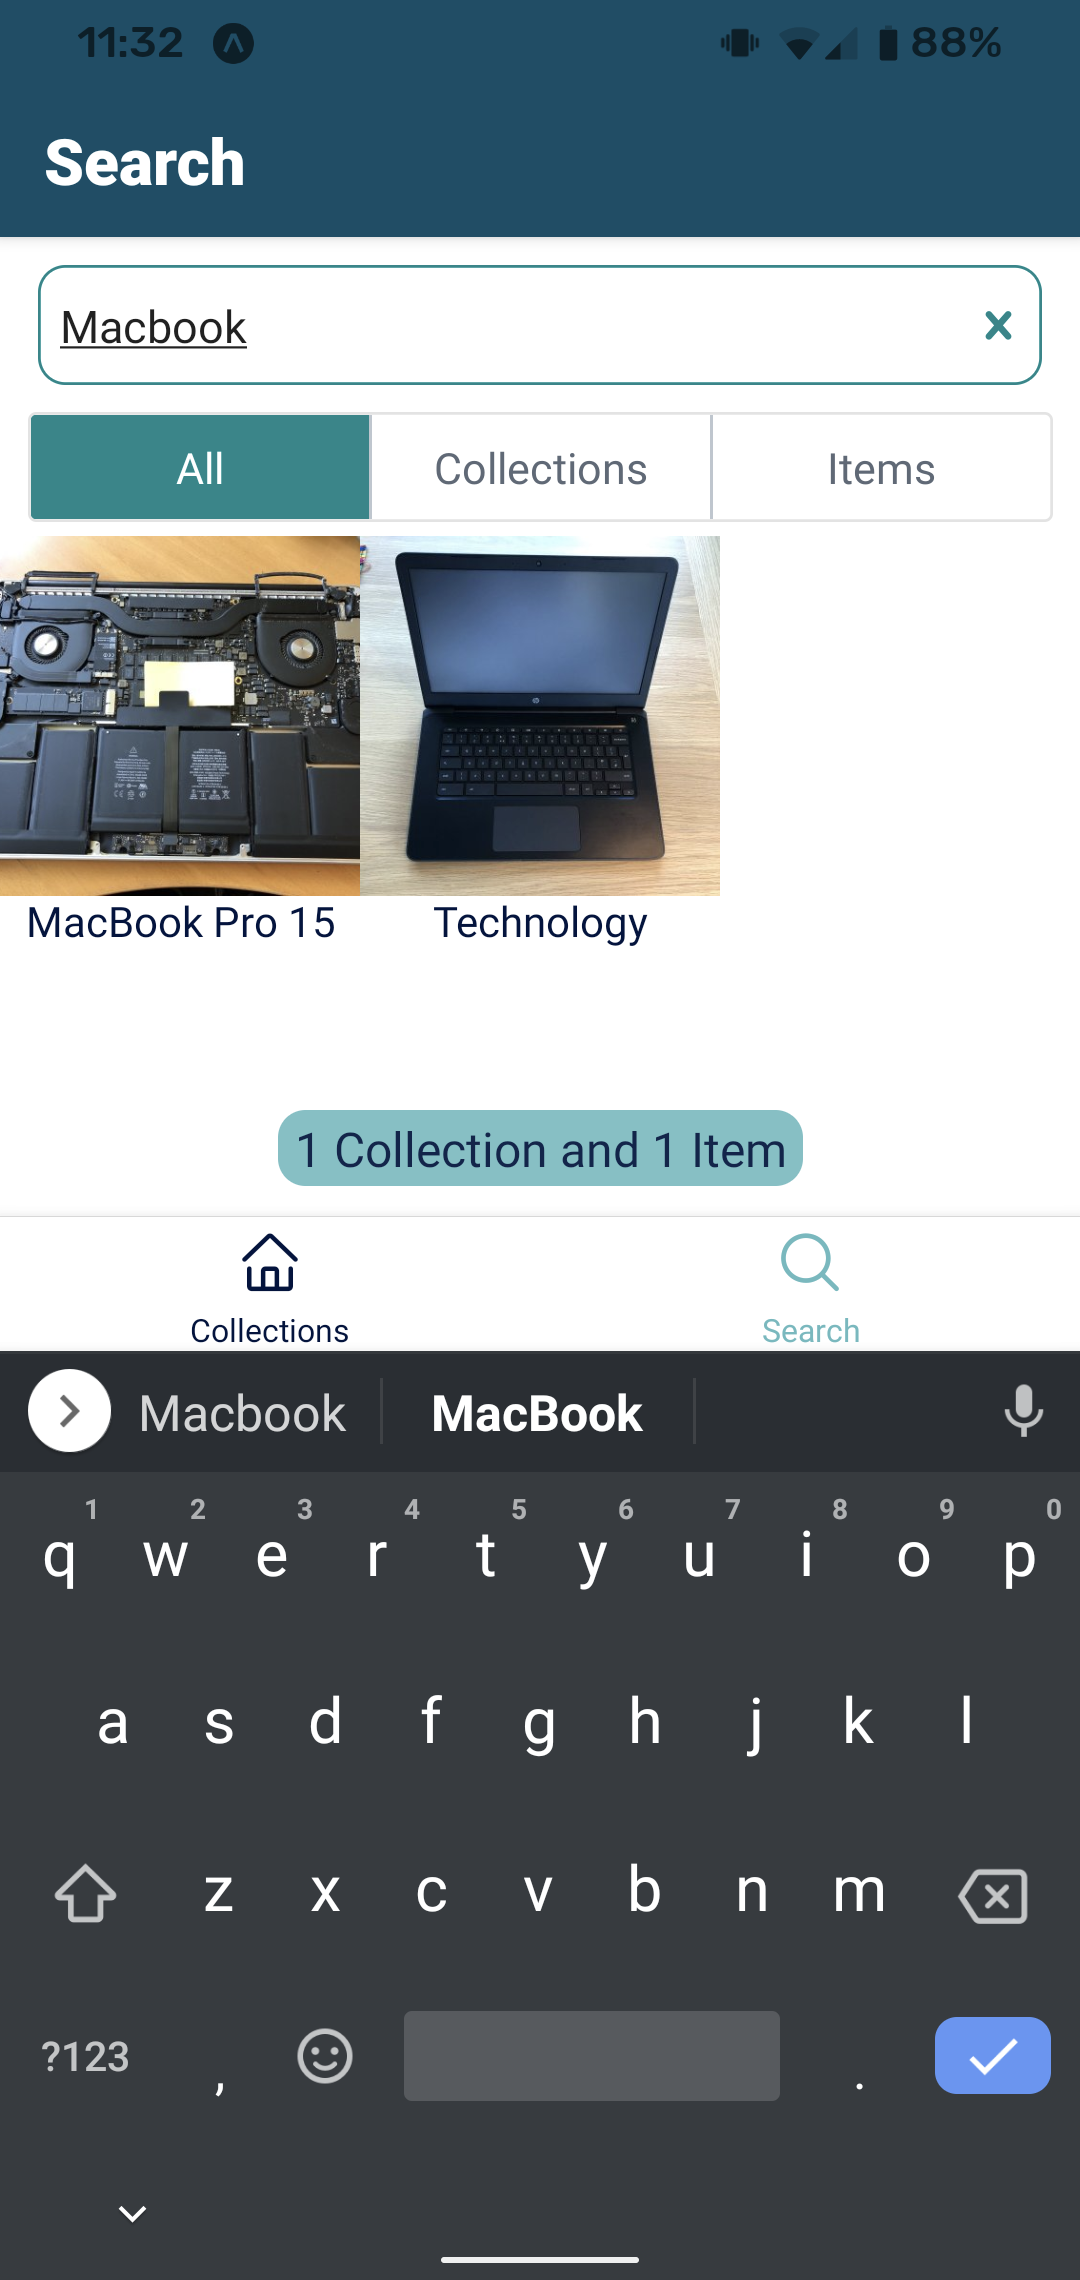 11:32 88%
Search
Macbook
All Collections Items
MacBook Pro 15 Technology
1 Collection and 1 Item
Collections Search
Macbook MacBook
1 2 3 4 5 6 7 8 9 0
q w e r t y u i o p
a s d f g h j k l
z x c v b n m
?123 , .